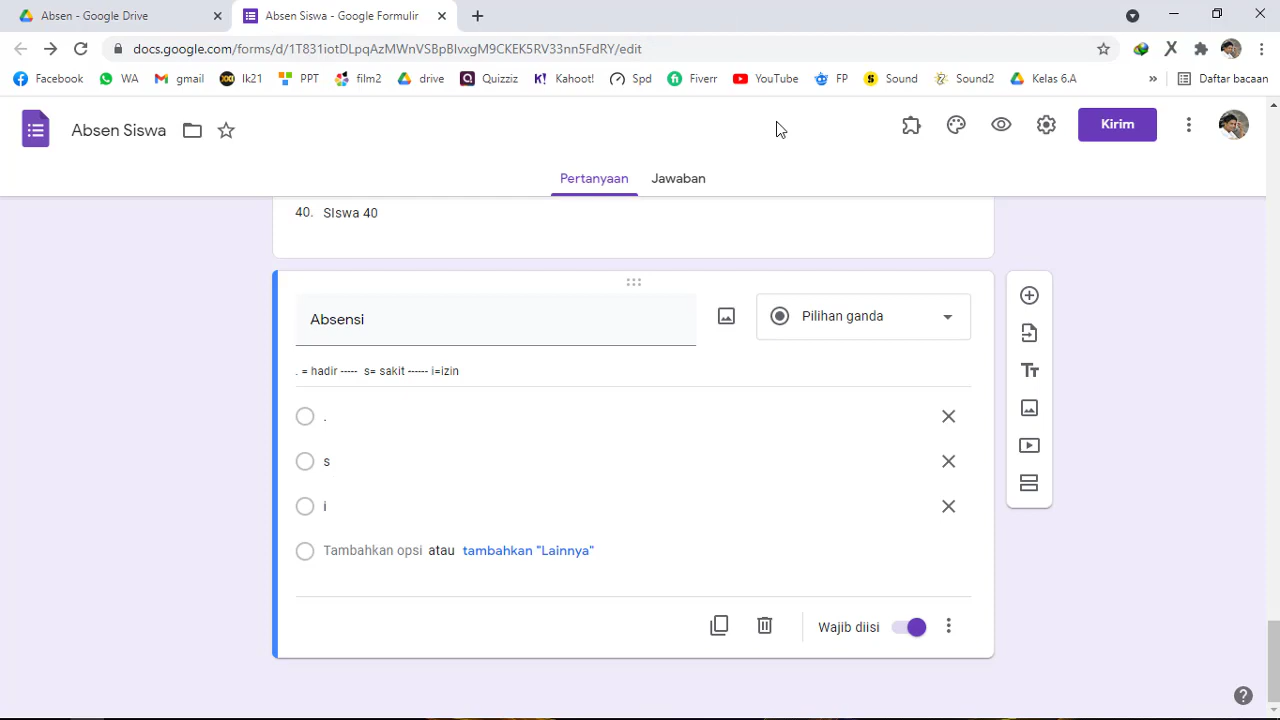 Absen - Google Drive
Absen Siswa - Google Formulir
docs.google.com/forms/d/1T831iotDLpqAzMWnVSBpBIvxgM9CKEK5RV33nn5FdRY/edit
Facebook WA gmail lk21 PPT film2 drive Quizziz Kahoot! Spd Fiverr YouTube FP Sound Sound2 Kelas 6.A » Daftar bacaan
Absen Siswa
Kirim
Pertanyaan Jawaban
40. SIswa 40
Absensi
Pilihan ganda
. = hadir ----- s= sakit ------ i=izin
.
s
i
Tambahkan opsi atau tambahkan "Lainnya"
Wajib diisi